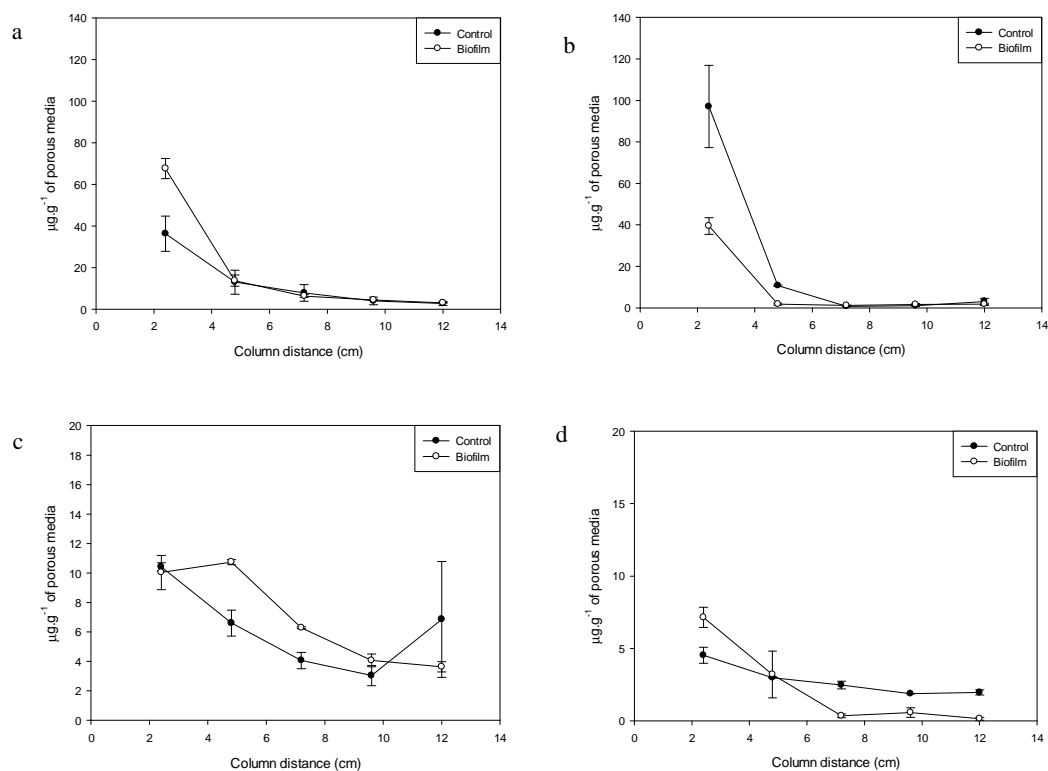 a
140
120
100
80
60
40
20
0
0 2 4 6 8 10 12 14
Column distance (cm)
µg.g-1 of porous media
Control
Biofilm
b
140
120
100
80
60
40
20
0
0 2 4 6 8 10 12 14
Column distance (cm)
µg.g-1 of porous media
Control
Biofilm
c
20
18
16
14
12
10
8
6
4
2
0
0 2 4 6 8 10 12 14
Column distance (cm)
µg.g-1 of porous media
Control
Biofilm
d
20
15
10
5
0
0 2 4 6 8 10 12 14
Column distance (cm)
µg.g-1 of porous media
Control
Biofilm